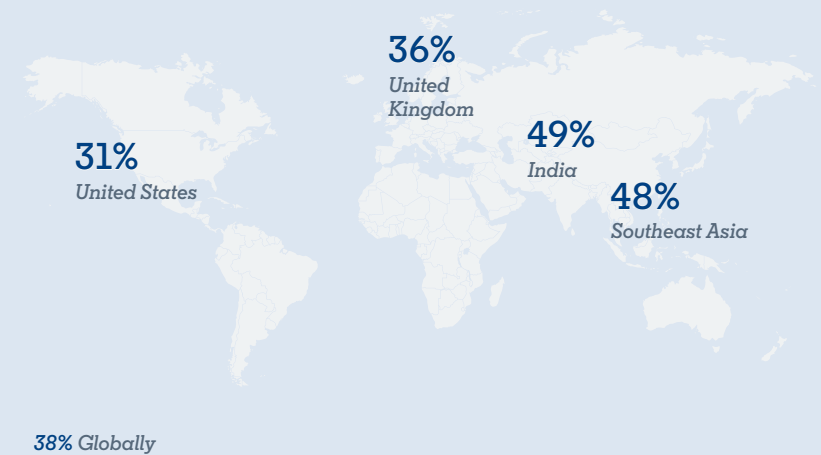 36%
United
Kingdom
49%
India
31%
United States
48%
Southeast Asia
38% Globally